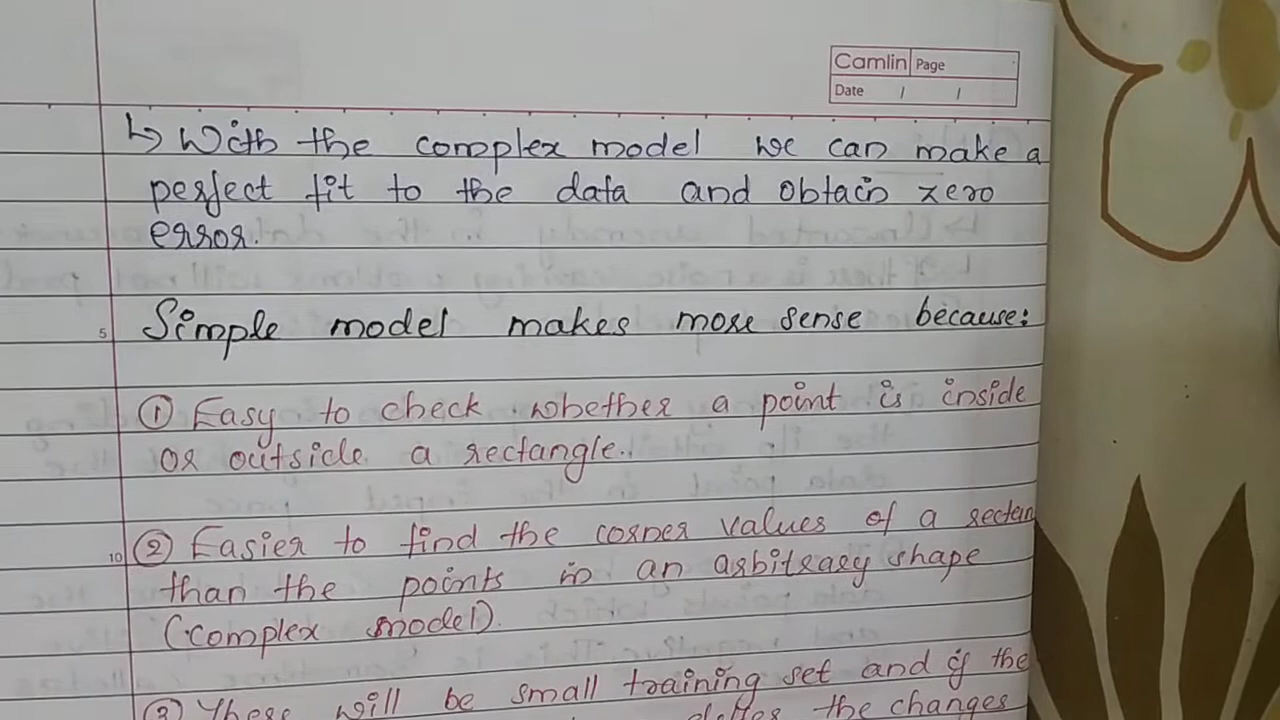 Camlin Page
Date / /
↳ With the complex model we can make a
perfect fit to the data and obtain zero
error.
5 Simple model makes more sense because:
① Easy to check whether a point is inside
or outside a rectangle.
10 ② Easier to find the corner values of a rectan
than the points in an arbitrary shape
(complex model).
③ There will be small training set and if the
the changes